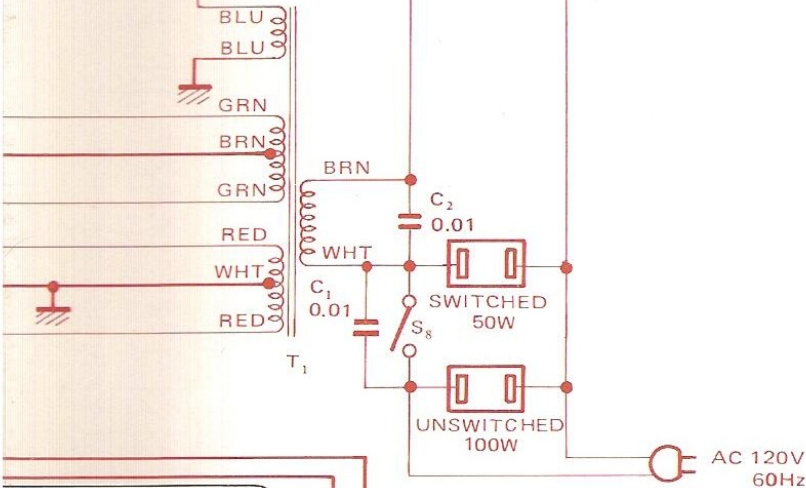 BLU
BLU
GRN
BRN
GRN
BRN
C₂
0.01
RED
WHT
WHT
C₁
0.01
RED
SWITCHED
50W
S₈
T₁
UNSWITCHED
100W
AC 120V
60Hz